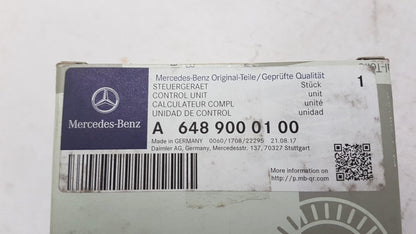 Mercedes-Benz Original-Teile/Geprüfte Qualität
STEUERGERAET Stück
CONTROL UNIT unit
CALCULATEUR COMPL unité
UNIDAD DE CONTROL unidad
1
Mercedes-Benz
A 648 900 01 00
Made in GERMANY 0060/1708/22295 21.08.17
Daimler AG, Germany, Mercedesstr. 137, 70327 Stuttgart
More information on
http://p.mb-qr.com